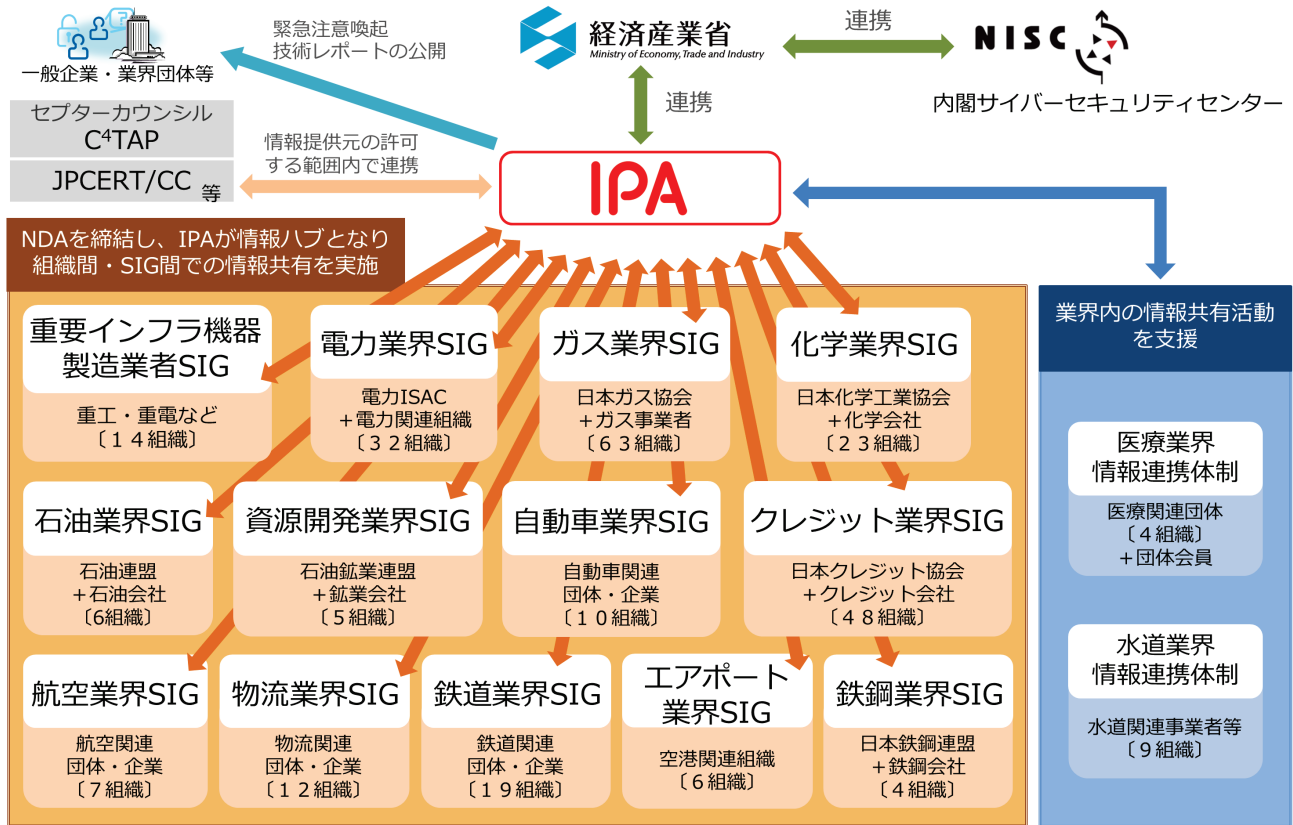 緊急注意喚起
技術レポートの公開
一般企業・業界団体等
経済産業省
Ministry of Economy, Trade and Industry
連携
NISC
内閣サイバーセキュリティセンター
連携
セプターカウンシル
C⁴TAP
JPCERT/CC 等
情報提供元の許可
する範囲内で連携
IPA
NDAを締結し、IPAが情報ハブとなり
組織間・SIG間での情報共有を実施
重要インフラ機器
製造業者SIG
重工・重電など
〔14組織〕
電力業界SIG
電力ISAC
+電力関連組織
〔32組織〕
ガス業界SIG
日本ガス協会
+ガス事業者
〔63組織〕
化学業界SIG
日本化学工業協会
+化学会社
〔23組織〕
石油業界SIG
石油連盟
+石油会社
〔6組織〕
資源開発業界SIG
石油鉱業連盟
+鉱業会社
〔5組織〕
自動車業界SIG
自動車関連
団体・企業
〔10組織〕
クレジット業界SIG
日本クレジット協会
+クレジット会社
〔48組織〕
航空業界SIG
航空関連
団体・企業
〔7組織〕
物流業界SIG
物流関連
団体・企業
〔12組織〕
鉄道業界SIG
鉄道関連
団体・企業
〔19組織〕
エアポート
業界SIG
空港関連組織
〔6組織〕
鉄鋼業界SIG
日本鉄鋼連盟
+鉄鋼会社
〔4組織〕
業界内の情報共有活動
を支援
医療業界
情報連携体制
医療関連団体
〔4組織〕
+団体会員
水道業界
情報連携体制
水道関連事業者等
〔9組織〕